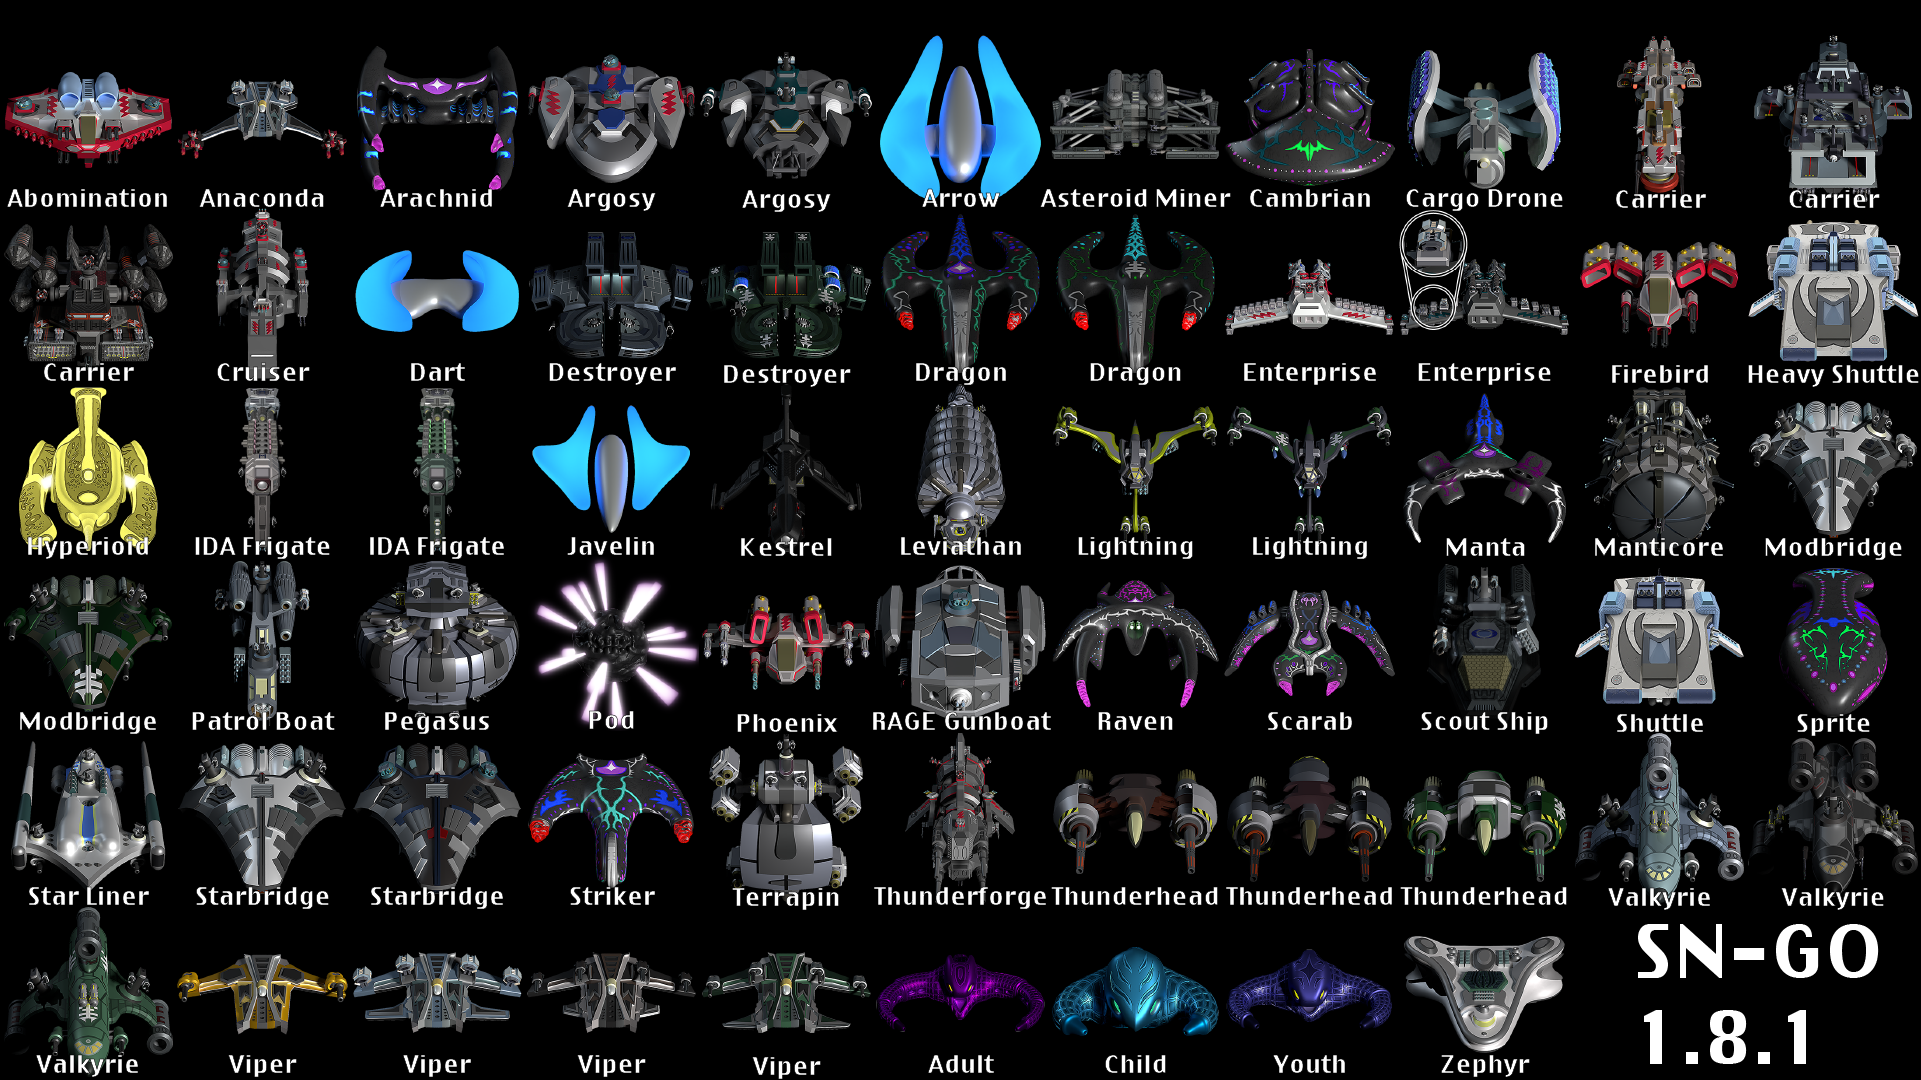 Abomination Anaconda Arachnid Argosy Argosy Arrow Asteroid Miner Cambrian Cargo Drone Carrier Carrier
Carrier Cruiser Dart Destroyer Destroyer Dragon Dragon Enterprise Enterprise Firebird Heavy Shuttle
Hyperioid IDA Frigate IDA Frigate Javelin Kestrel Leviathan Lightning Lightning Manta Manticore Modbridge
Modbridge Patrol Boat Pegasus Pod Phoenix RAGE Gunboat Raven Scarab Scout Ship Shuttle Sprite
Star Liner Starbridge Starbridge Striker Terrapin Thunderforge Thunderhead Thunderhead Thunderhead Valkyrie Valkyrie
Valkyrie Viper Viper Viper Viper Adult Child Youth Zephyr
SN-GO
1.8.1